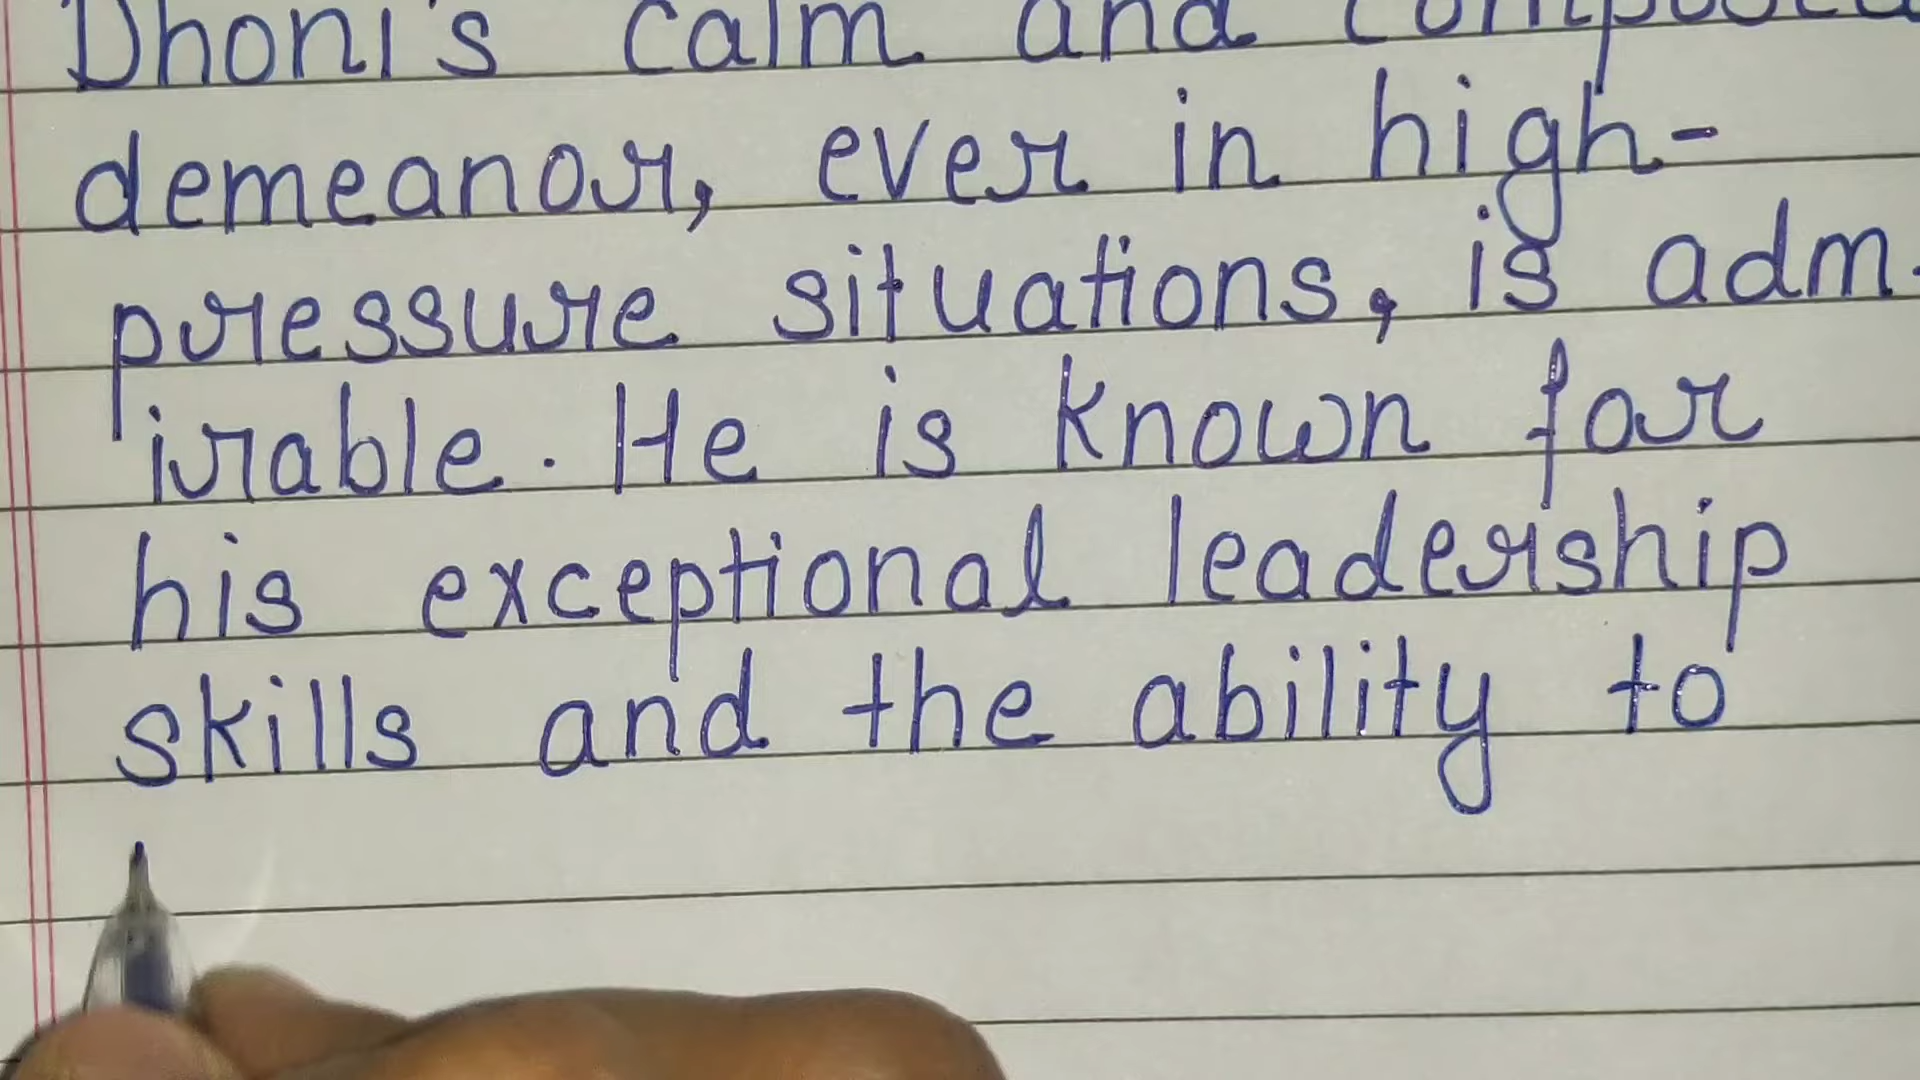 Dhoni's calm and composed
demeanor, ever in high-
pressure situations, is adm-
irable. He is known for
his exceptional leadership
skills and the ability to